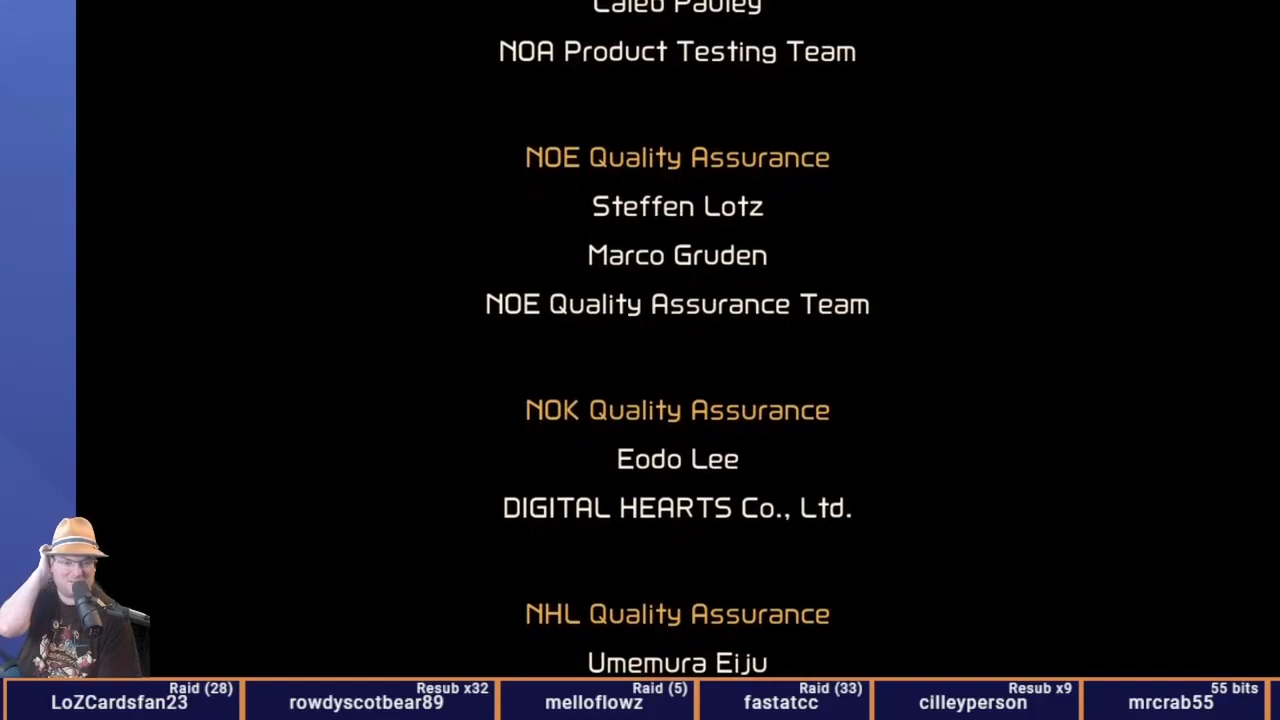 Caleb Pauley
NOA Product Testing Team
NOE Quality Assurance
Steffen Lotz
Marco Gruden
NOE Quality Assurance Team
NOK Quality Assurance
Eodo Lee
DIGITAL HEARTS Co., Ltd.
NHL Quality Assurance
Umemura Eiju
Raid (28)
LoZCardsfan23
Resub x32
rowdyscotbear89
Raid (5)
melloflowz
Raid (33)
fastatcc
Resub x9
cilleyperson
55 bits
mrcrab55